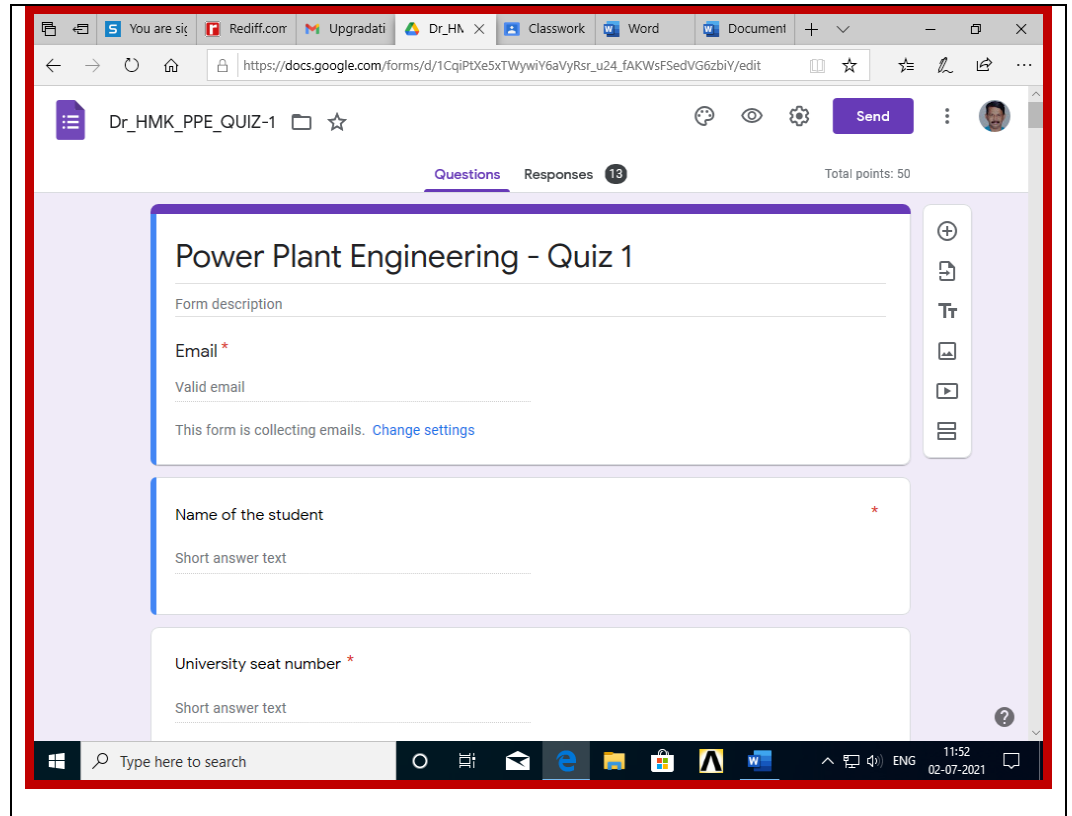 You are sig
Rediff.com
Upgradati
Dr_HM
Classwork
Word
Document
https://docs.google.com/forms/d/1CqiPtXe5xTWywiY6aVyRsr_u24_fAKWsFSedVG6zbiY/edit
Dr_HMK_PPE_QUIZ-1
Send
Questions Responses 13 Total points: 50
Power Plant Engineering - Quiz 1
Form description
Email *
Valid email
This form is collecting emails. Change settings
Name of the student *
Short answer text
University seat number *
Short answer text
Type here to search
ENG
11:52
02-07-2021